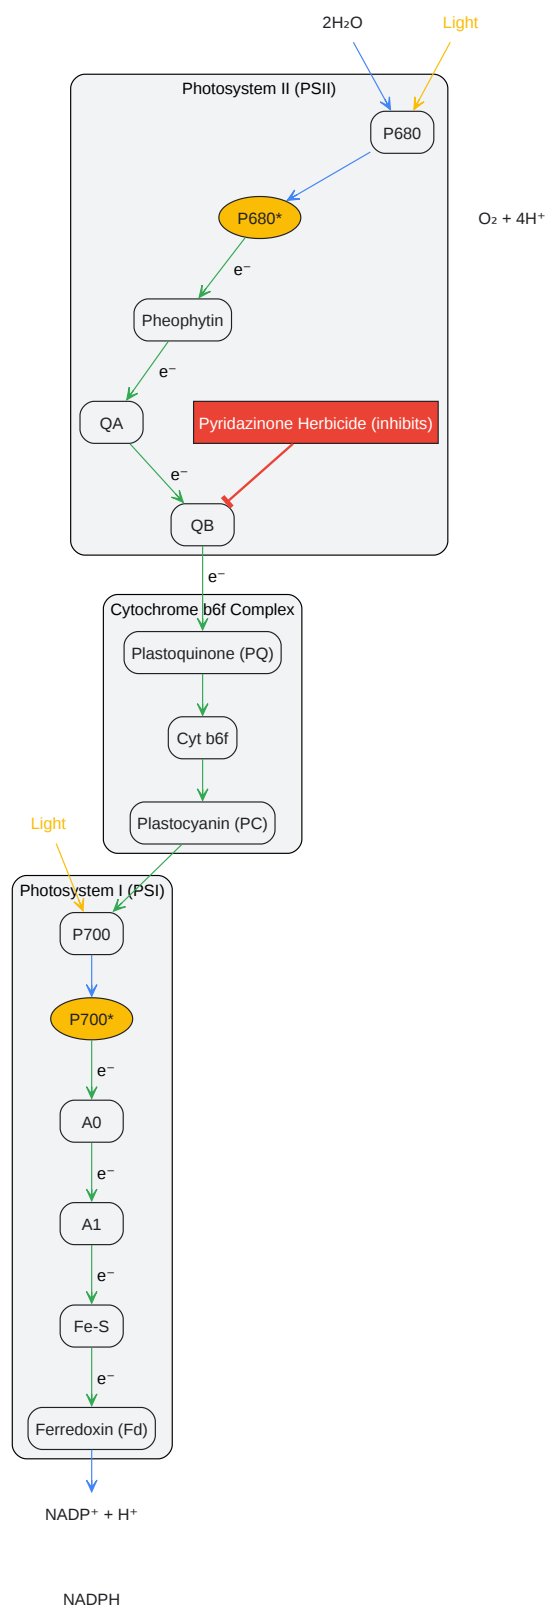 2H₂O
Light
Photosystem II (PSII)
P680
P680*
O₂ + 4H⁺
e⁻
Pheophytin
e⁻
QA
Pyridazinone Herbicide (inhibits)
e⁻
QB
e⁻
Cytochrome b6f Complex
Plastoquinone (PQ)
Cyt b6f
Plastocyanin (PC)
Light
Photosystem I (PSI)
P700
P700*
e⁻
A0
e⁻
A1
e⁻
Fe-S
e⁻
Ferredoxin (Fd)
NADP⁺ + H⁺
NADPH